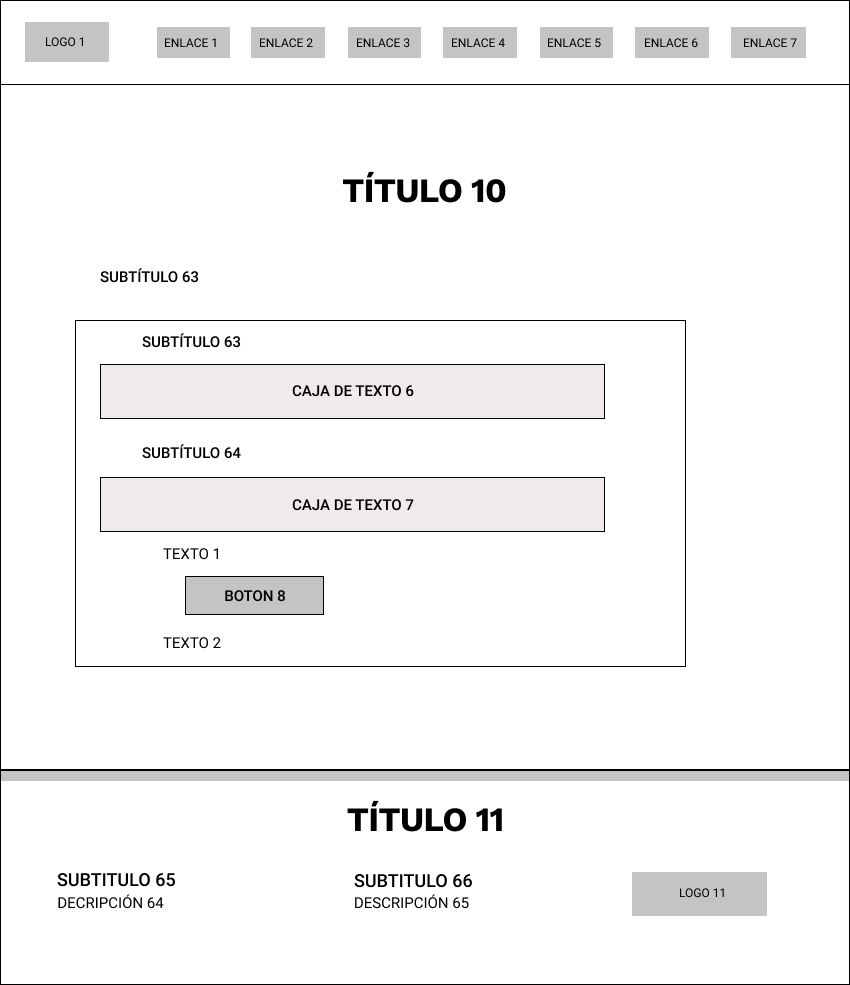 LOGO 1
ENLACE 1
ENLACE 2
ENLACE 3
ENLACE 4
ENLACE 5
ENLACE 6
ENLACE 7
TÍTULO 10
SUBTÍTULO 63
SUBTÍTULO 63
CAJA DE TEXTO 6
SUBTÍTULO 64
CAJA DE TEXTO 7
TEXTO 1
BOTON 8
TEXTO 2
TÍTULO 11
SUBTITULO 65
DECRIPCIÓN 64
SUBTITULO 66
DESCRIPCIÓN 65
LOGO 11